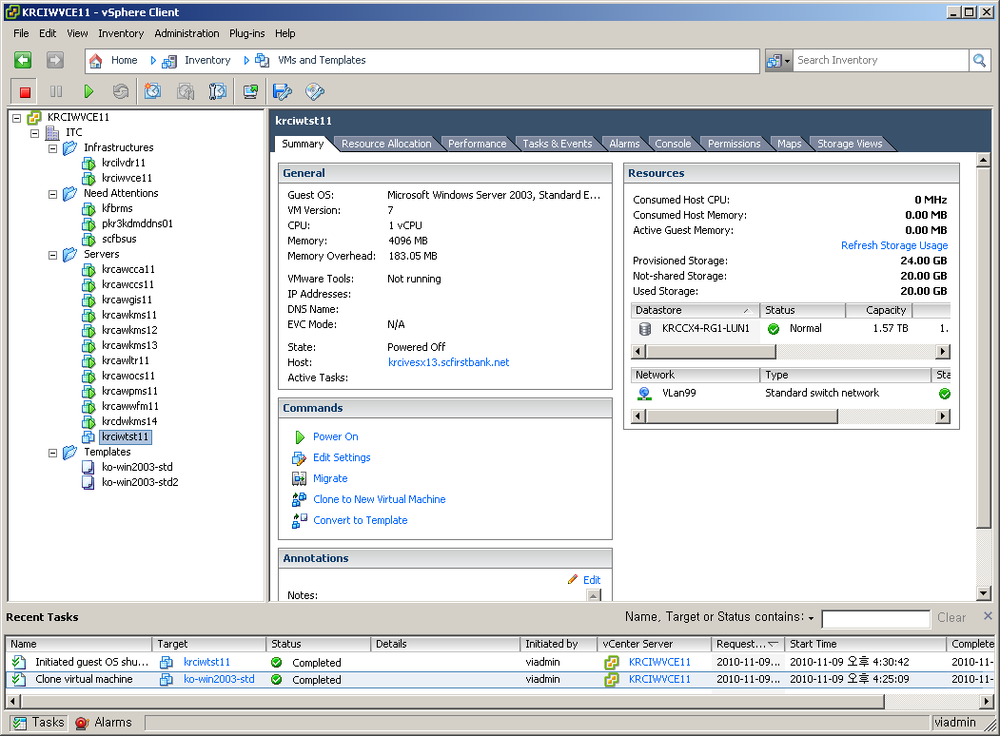 KRCIWVCE11 - vSphere Client
File Edit View Inventory Administration Plug-ins Help
Home Inventory VMs and Templates Search Inventory
KRCIWVCE11
ITC
Infrastructures
krcilvdr11
krciwvce11
Need Attentions
kfbrms
pkr3kdmddns01
scfbsus
Servers
krcawcca11
krcawccs11
krcawgis11
krcawkms11
krcawkms12
krcawkms13
krcawltr11
krcawocs11
krcawpms11
krcawwfm11
krcdwkms14
krciwtst11
Templates
ko-win2003-std
ko-win2003-std2
krciwtst11
Summary Resource Allocation Performance Tasks & Events Alarms Console Permissions Maps Storage Views
General
Guest OS: Microsoft Windows Server 2003, Standard E...
VM Version: 7
CPU: 1 vCPU
Memory: 4096 MB
Memory Overhead: 183.05 MB
VMware Tools: Not running
IP Addresses:
DNS Name:
EVC Mode: N/A
State: Powered Off
Host: krcivesx13.scfirstbank.net
Active Tasks:
Commands
Power On
Edit Settings
Migrate
Clone to New Virtual Machine
Convert to Template
Annotations
Edit
Notes:
Resources
Consumed Host CPU: 0 MHz
Consumed Host Memory: 0.00 MB
Active Guest Memory: 0.00 MB
Refresh Storage Usage
Provisioned Storage: 24.00 GB
Not-shared Storage: 20.00 GB
Used Storage: 20.00 GB
Datastore Status Capacity
KRCCX4-RG1-LUN1 Normal 1.57 TB 1.
Network Type Sta
VLan99 Standard switch network
Recent Tasks Name, Target or Status contains: Clear
Name Target Status Details Initiated by vCenter Server Request... Start Time Complete
Initiated guest OS shu... krciwtst11 Completed viadmin KRCIWVCE11 2010-11-09... 2010-11-09 오후 4:30:42 2010-11-
Clone virtual machine ko-win2003-std Completed viadmin KRCIWVCE11 2010-11-09... 2010-11-09 오후 4:25:09 2010-11-
Tasks Alarms viadmin